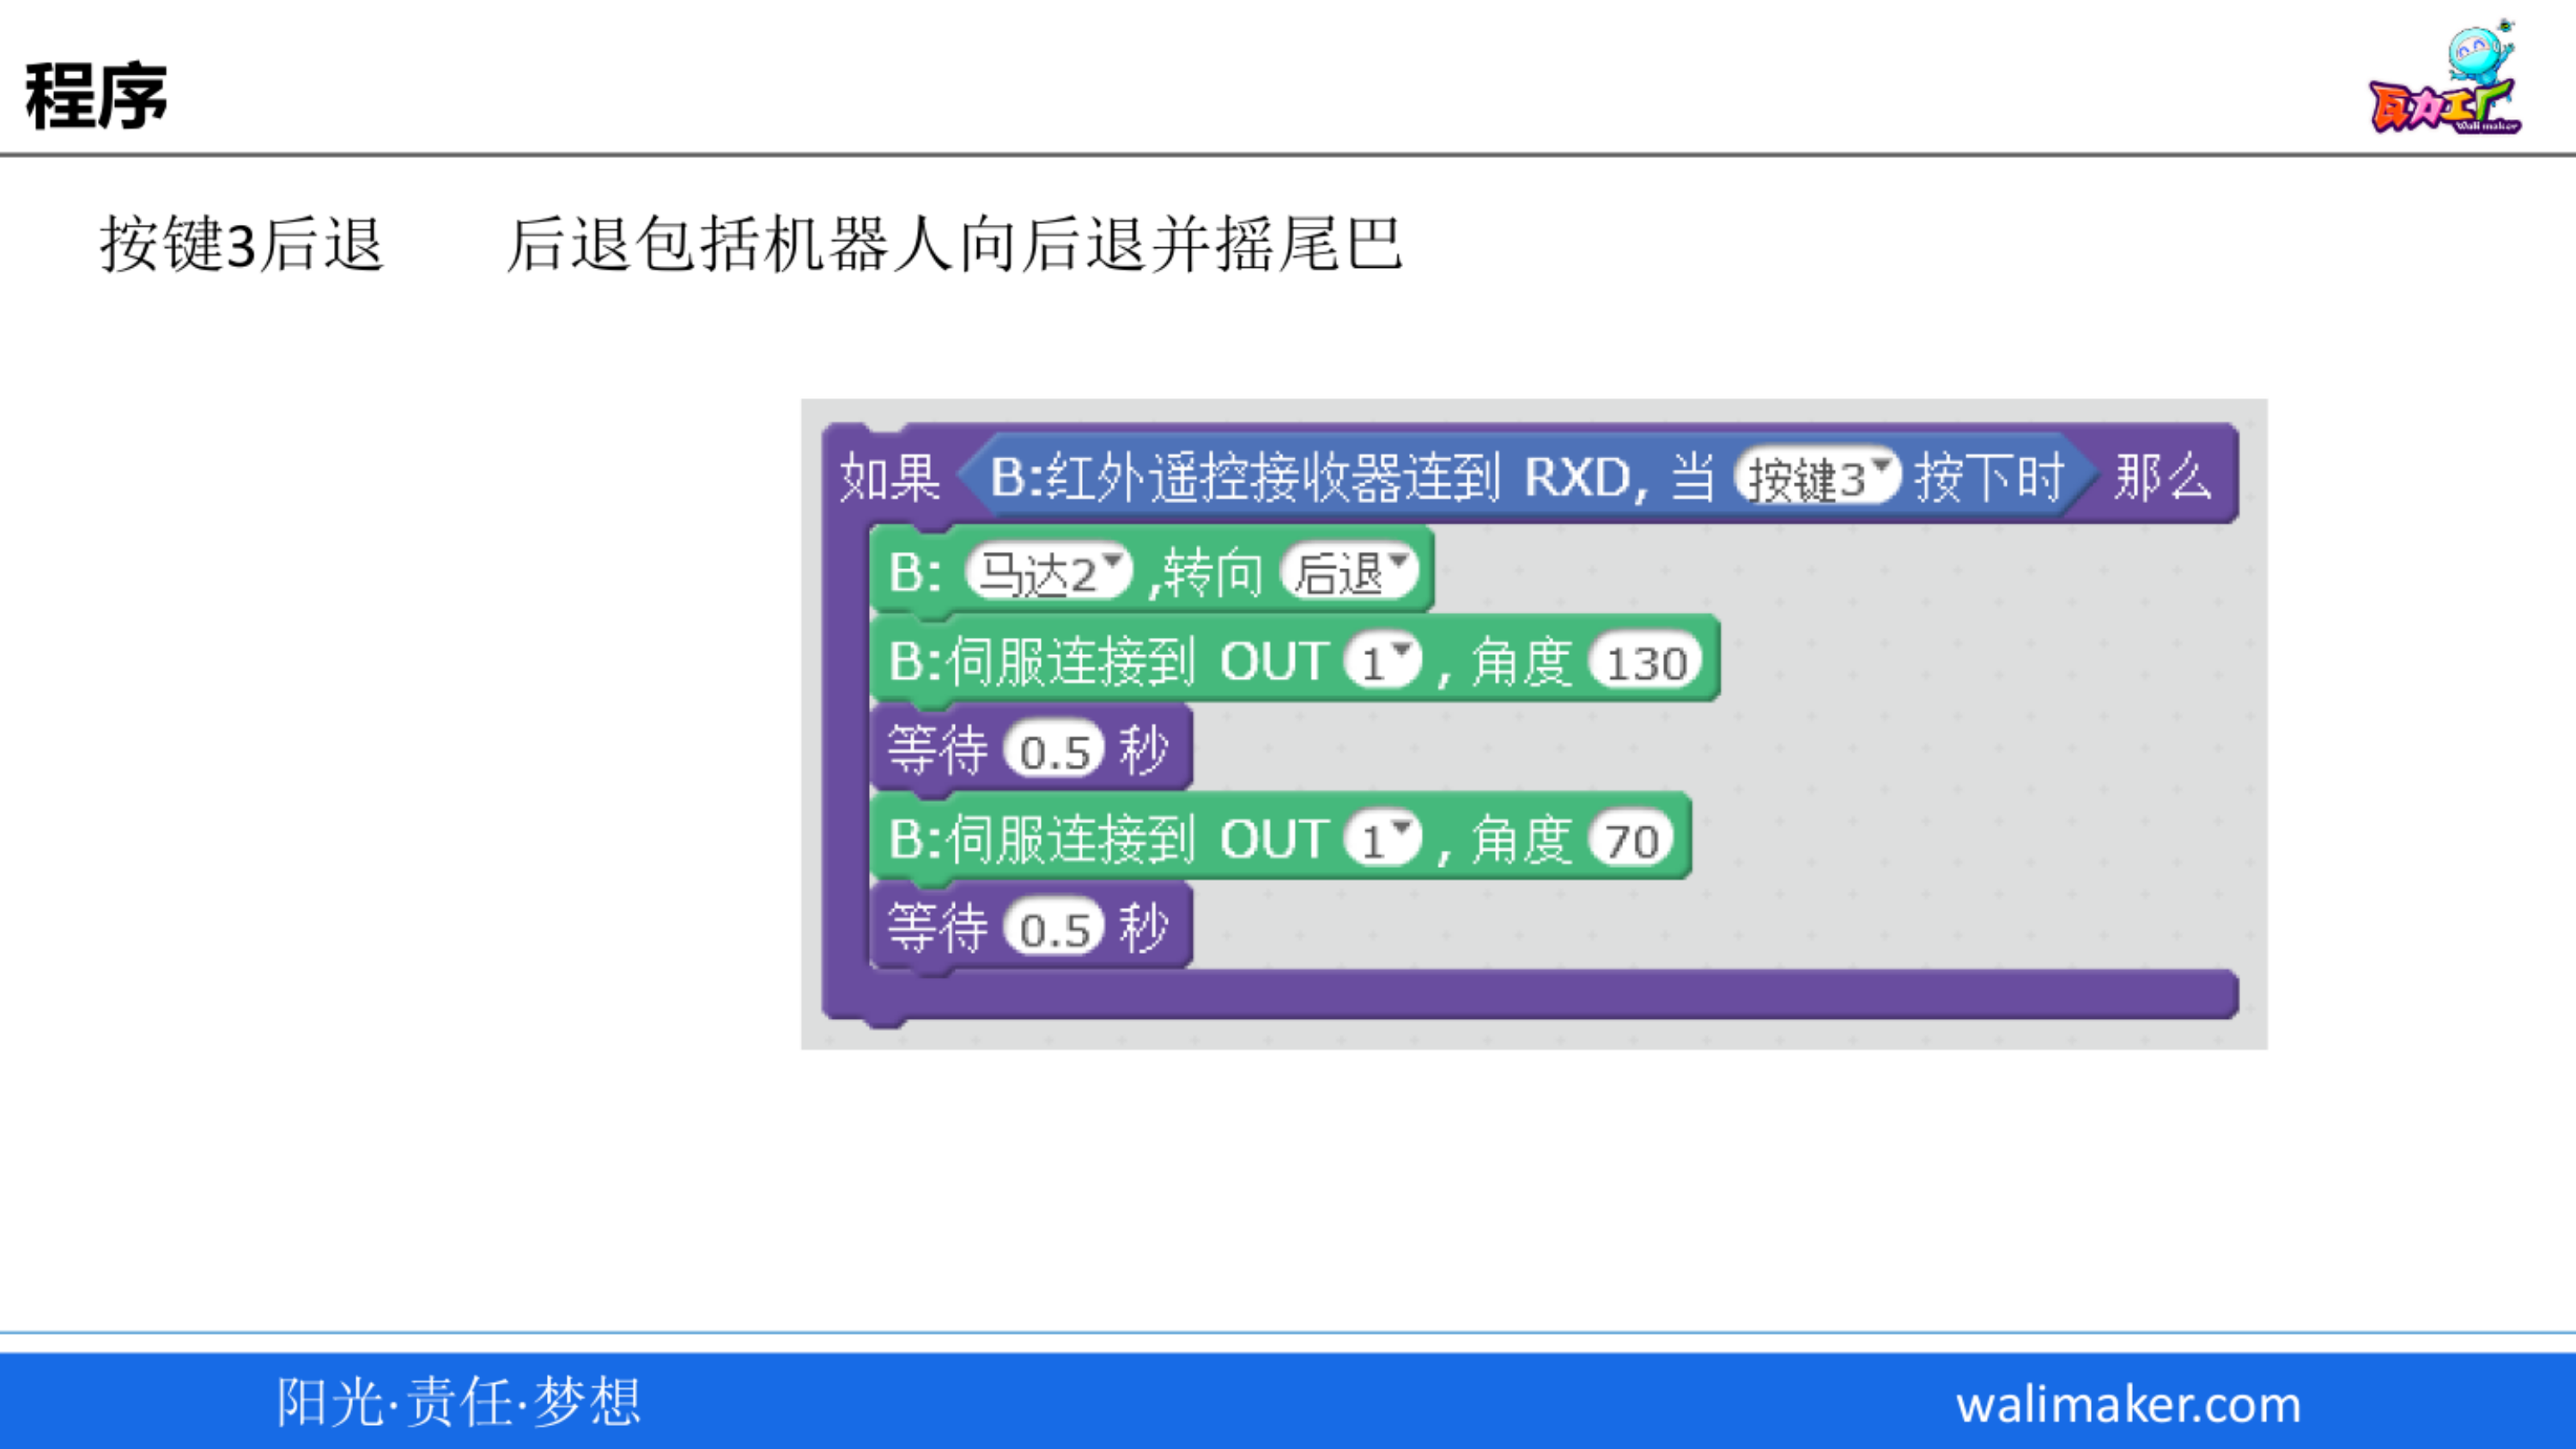 程序
瓦力工厂
Wali maker
按键3后退 后退包括机器人向后退并摇尾巴
如果 B:红外遥控接收器连到 RXD, 当 按键3 按下时 那么
B: 马达2 ,转向 后退
B:伺服连接到 OUT 1 , 角度 130
等待 0.5 秒
B:伺服连接到 OUT 1 , 角度 70
等待 0.5 秒
阳光·责任·梦想
walimaker.com